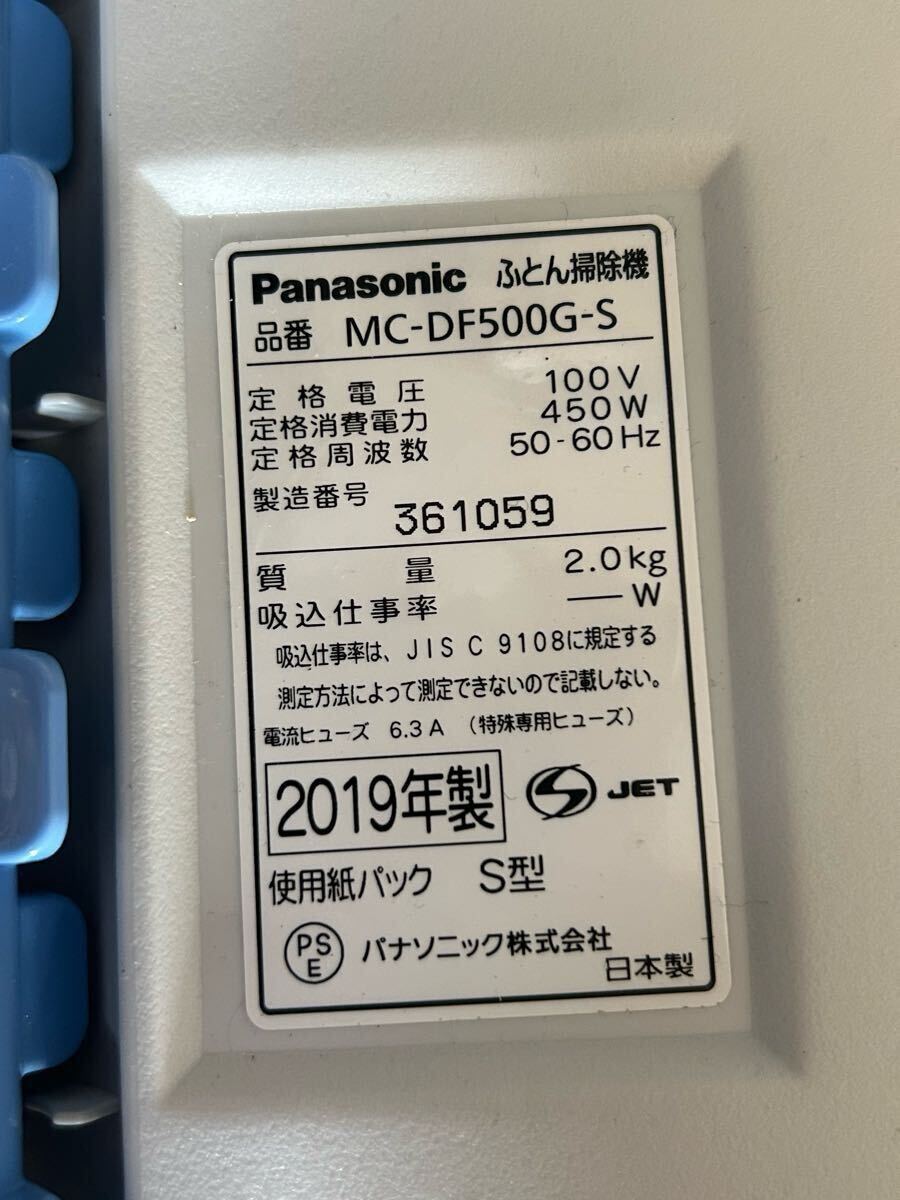 Panasonic ふとん掃除機
品番 MC-DF500G-S
定格電圧 100V
定格消費電力 450W
定格周波数 50-60Hz
製造番号 361059
質量 2.0kg
吸込仕事率 ―W
吸込仕事率は、JIS C 9108に規定する
測定方法によって測定できないので記載しない。
電流ヒューズ 6.3A (特殊専用ヒューズ)
2019年製 S JET
使用紙パック S型
PSE パナソニック株式会社
日本製